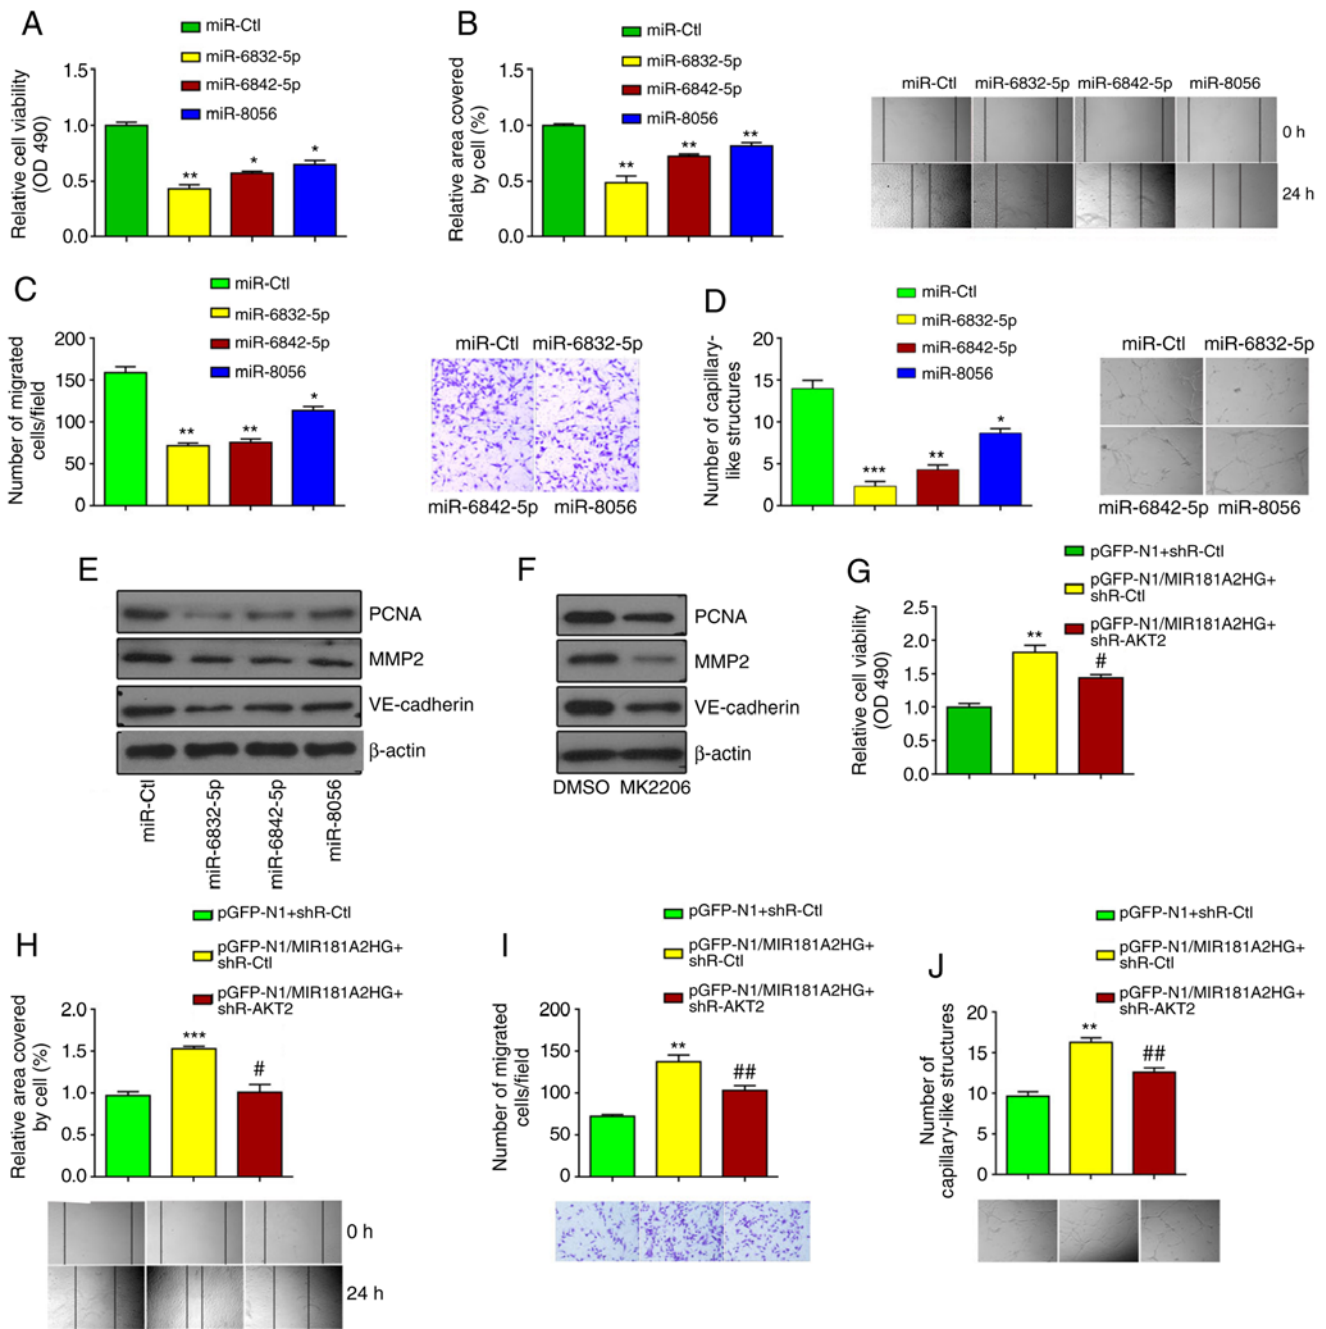 A
miR-Ctl
miR-6832-5p
miR-6842-5p
miR-8056
Relative cell viability
(OD 490)
1.5
1.0
0.5
0.0
**
*
*
B
miR-Ctl
miR-6832-5p
miR-6842-5p
miR-8056
Relative area covered
by cell (%)
1.5
1.0
0.5
0.0
**
**
**
miR-Ctl miR-6832-5p miR-6842-5p miR-8056
0 h
24 h
C
miR-Ctl
miR-6832-5p
miR-6842-5p
miR-8056
Number of migrated
cells/field
200
150
100
50
0
**
**
*
miR-Ctl miR-6832-5p
miR-6842-5p miR-8056
D
miR-Ctl
miR-6832-5p
miR-6842-5p
miR-8056
Number of capillary-
like structures
20
15
10
5
0
***
**
*
miR-Ctl miR-6832-5p
miR-6842-5p miR-8056
E
PCNA
MMP2
VE-cadherin
β-actin
miR-Ctl
miR-6832-5p
miR-6842-5p
miR-8056
F
PCNA
MMP2
VE-cadherin
β-actin
DMSO MK2206
G
pGFP-N1+shR-Ctl
pGFP-N1/MIR181A2HG+
shR-Ctl
pGFP-N1/MIR181A2HG+
shR-AKT2
Relative cell viability
(OD 490)
2.5
2.0
1.5
1.0
0.5
0.0
**
#
H
pGFP-N1+shR-Ctl
pGFP-N1/MIR181A2HG+
shR-Ctl
pGFP-N1/MIR181A2HG+
shR-AKT2
Relative area covered
by cell (%)
2.0
1.5
1.0
0.5
0.0
***
#
0 h
24 h
I
pGFP-N1+shR-Ctl
pGFP-N1/MIR181A2HG+
shR-Ctl
pGFP-N1/MIR181A2HG+
shR-AKT2
Number of migrated
cells/field
200
150
100
50
0
**
##
J
pGFP-N1+shR-Ctl
pGFP-N1/MIR181A2HG+
shR-Ctl
pGFP-N1/MIR181A2HG+
shR-AKT2
Number of
capillary-like structures
20
15
10
5
0
**
##